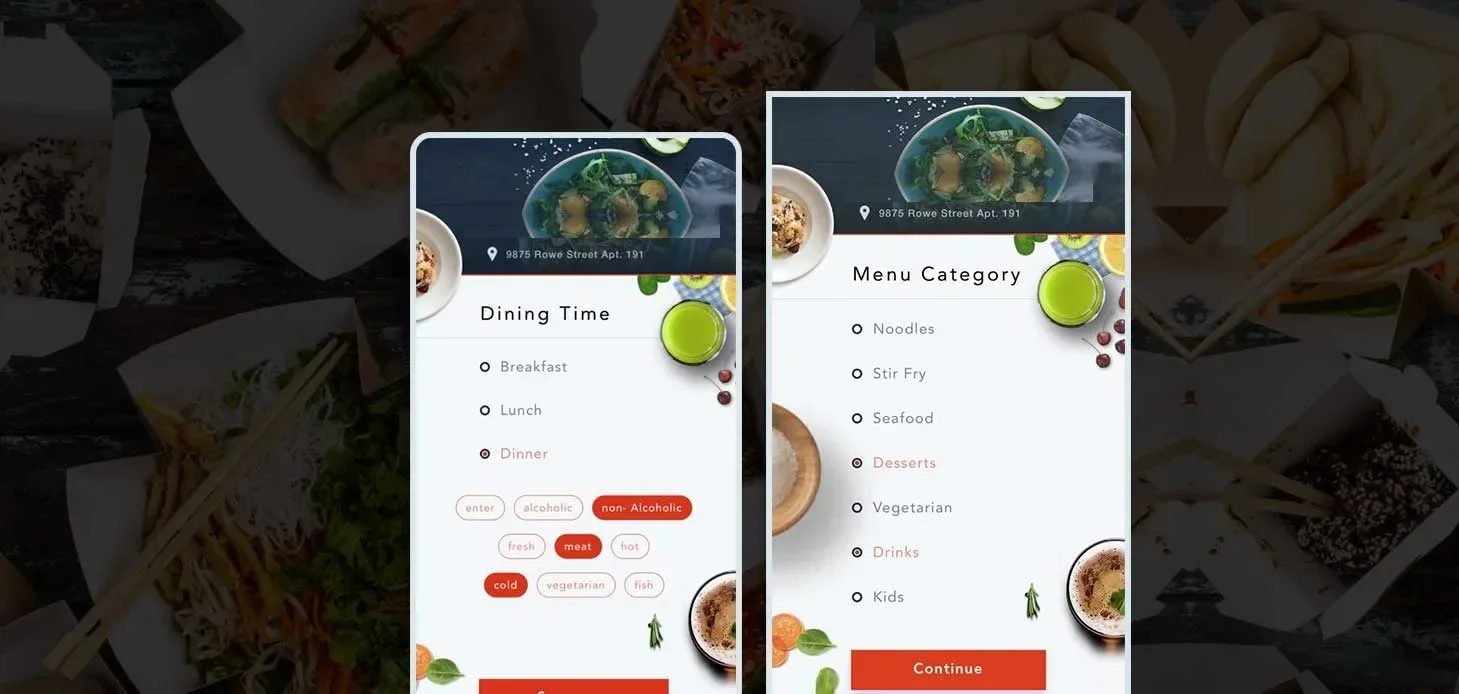 9875 Rowe Street Apt. 191
Dining Time
Breakfast
Lunch
Dinner
enter alcoholic non- Alcoholic
fresh meat hot
cold vegetarian fish
9875 Rowe Street Apt. 191
Menu Category
Noodles
Stir Fry
Seafood
Desserts
Vegetarian
Drinks
Kids
Continue